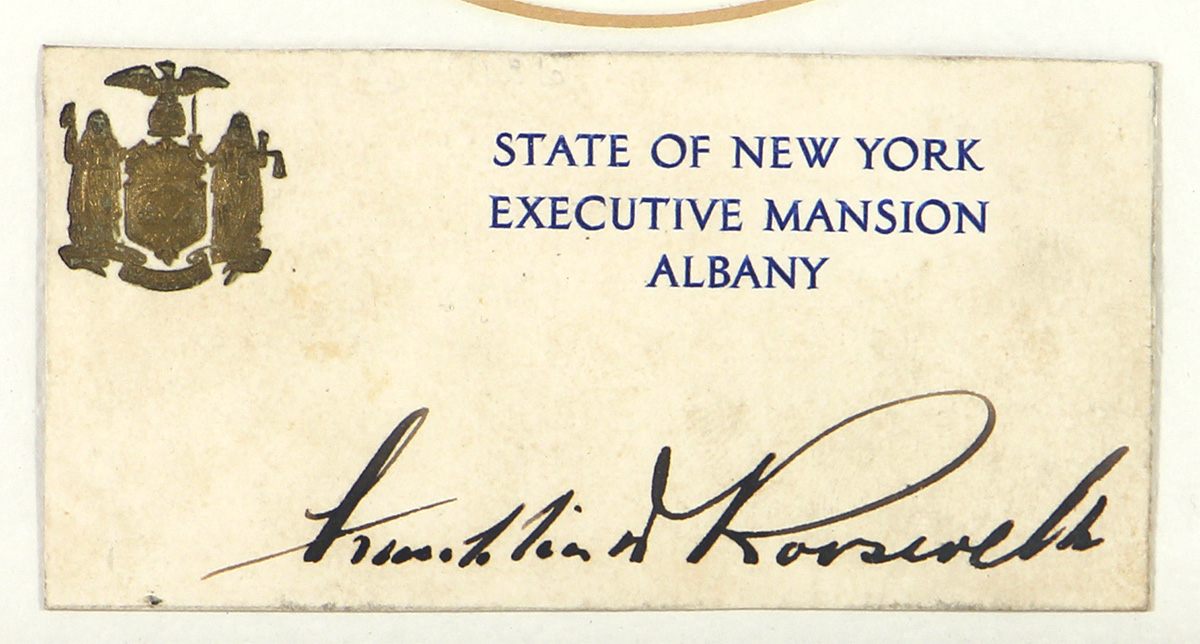 STATE OF NEW YORK
EXECUTIVE MANSION
ALBANY
Franklin D Roosevelt